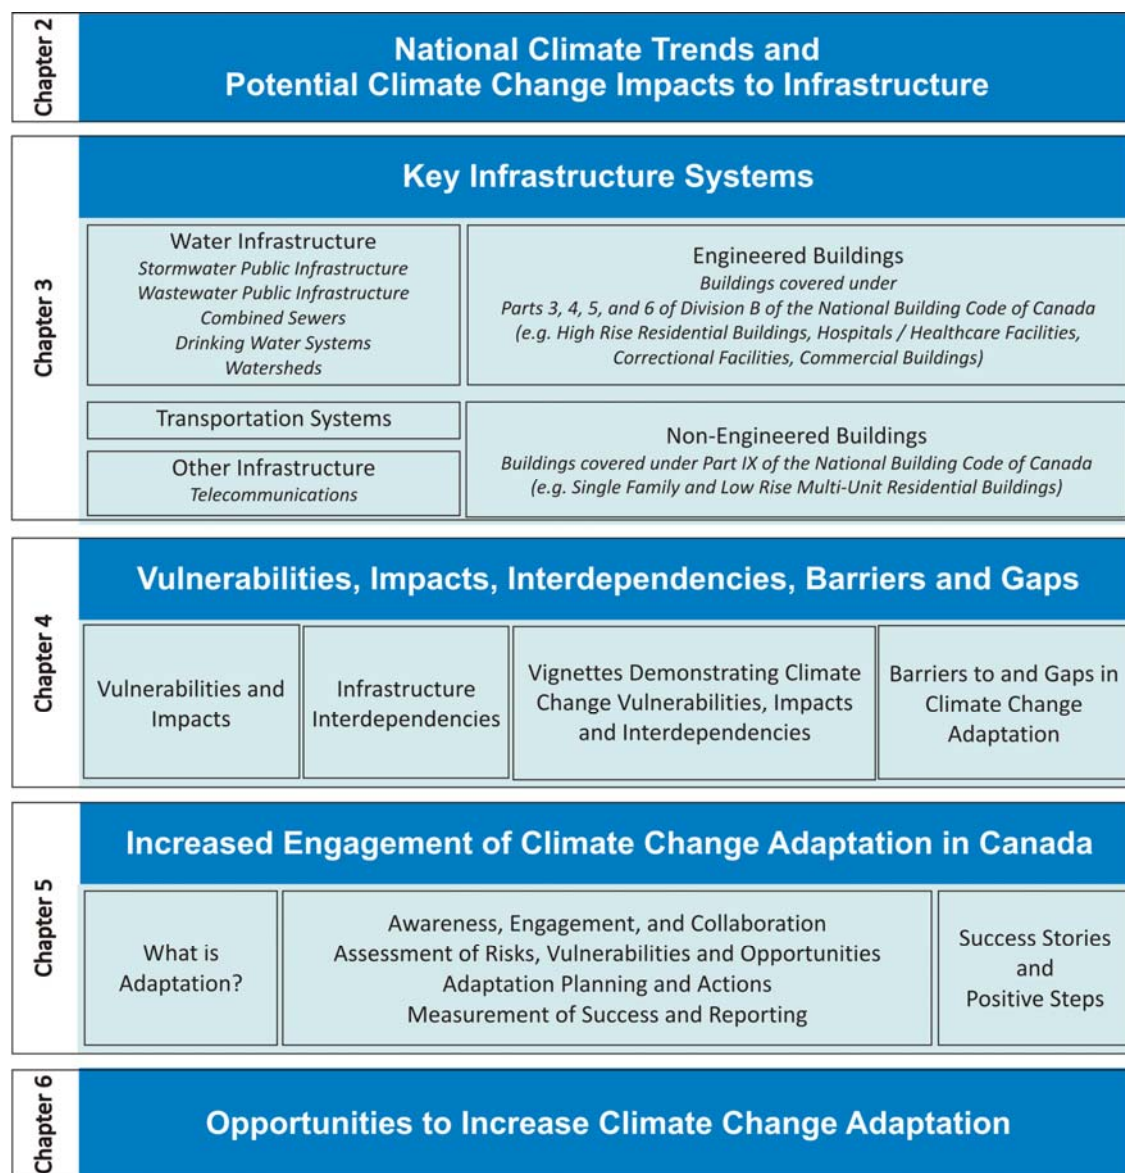 Chapter 2
National Climate Trends and
Potential Climate Change Impacts to Infrastructure
Chapter 3
Key Infrastructure Systems
Water Infrastructure
Stormwater Public Infrastructure
Wastewater Public Infrastructure
Combined Sewers
Drinking Water Systems
Watersheds
Engineered Buildings
Buildings covered under
Parts 3, 4, 5, and 6 of Division B of the National Building Code of Canada
(e.g. High Rise Residential Buildings, Hospitals / Healthcare Facilities,
Correctional Facilities, Commercial Buildings)
Transportation Systems
Other Infrastructure
Telecommunications
Non-Engineered Buildings
Buildings covered under Part IX of the National Building Code of Canada
(e.g. Single Family and Low Rise Multi-Unit Residential Buildings)
Chapter 4
Vulnerabilities, Impacts, Interdependencies, Barriers and Gaps
Vulnerabilities and
Impacts
Infrastructure
Interdependencies
Vignettes Demonstrating Climate
Change Vulnerabilities, Impacts
and Interdependencies
Barriers to and Gaps in
Climate Change
Adaptation
Chapter 5
Increased Engagement of Climate Change Adaptation in Canada
What is
Adaptation?
Awareness, Engagement, and Collaboration
Assessment of Risks, Vulnerabilities and Opportunities
Adaptation Planning and Actions
Measurement of Success and Reporting
Success Stories
and
Positive Steps
Chapter 6
Opportunities to Increase Climate Change Adaptation